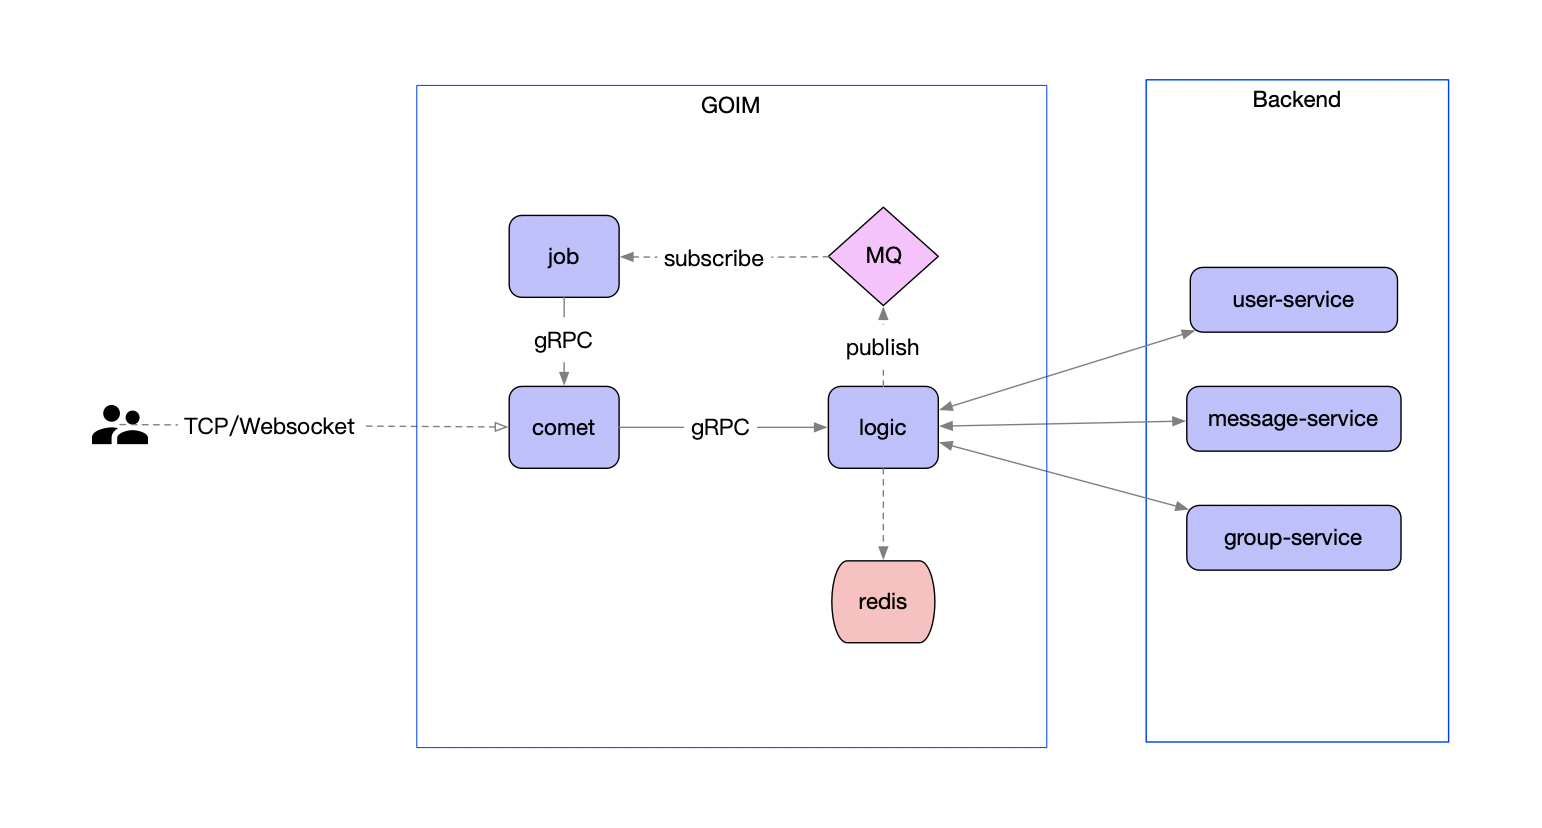 GOIM
Backend
job
subscribe
MQ
user-service
gRPC
publish
TCP/Websocket
comet
gRPC
logic
message-service
group-service
redis